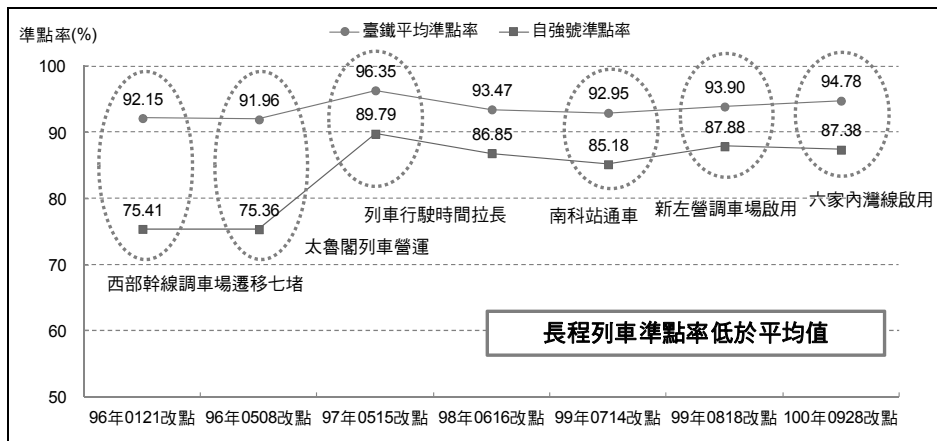 準點率(%)
臺鐵平均準點率 自強號準點率
100
90
80
70
60
50
92.15 91.96 96.35 93.47 92.95 93.90 94.78
75.41 75.36 89.79 86.85 85.18 87.88 87.38
西部幹線調車場遷移七堵
太魯閣列車營運
列車行駛時間拉長
南科站通車
新左營調車場啟用
六家內灣線啟用
長程列車準點率低於平均值
96年0121改點 96年0508改點 97年0515改點 98年0616改點 99年0714改點 99年0818改點 100年0928改點